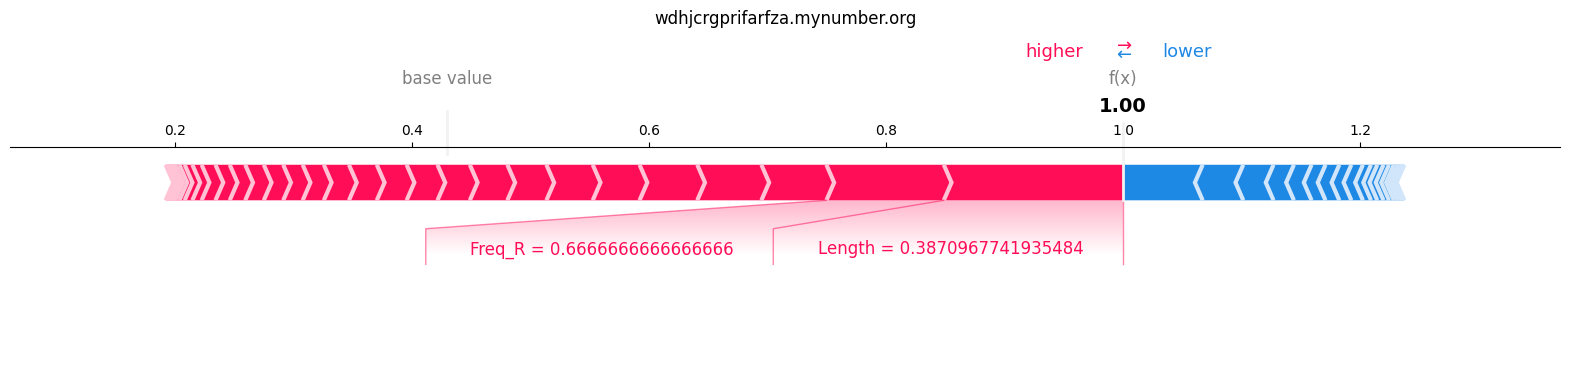 wdhjcrgprifarfza.mynumber.org
higher ⇄ lower
base value f(x)
1.00
0.2 0.4 0.6 0.8 1 0 1.2
Freq_R = 0.6666666666666666 Length = 0.3870967741935484